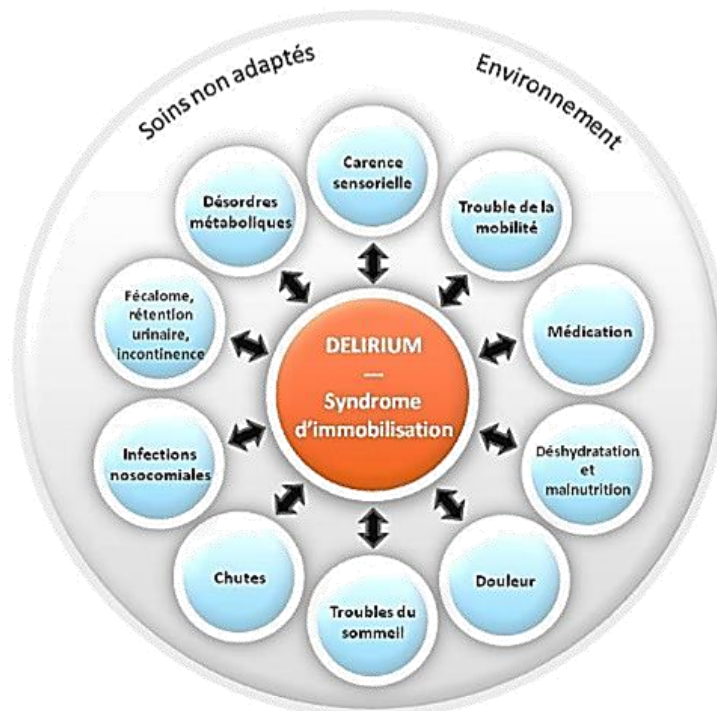 Soins non adaptés
Environnement
Carence
sensorielle
Trouble de la
mobilité
Médication
Déshydratation
et
malnutrition
Douleur
Troubles du
sommeil
Chutes
Infections
nosocomiales
Fécalome,
rétention
urinaire,
incontinence
Désordres
métaboliques
DELIRIUM
—
Syndrome
d'immobilisation